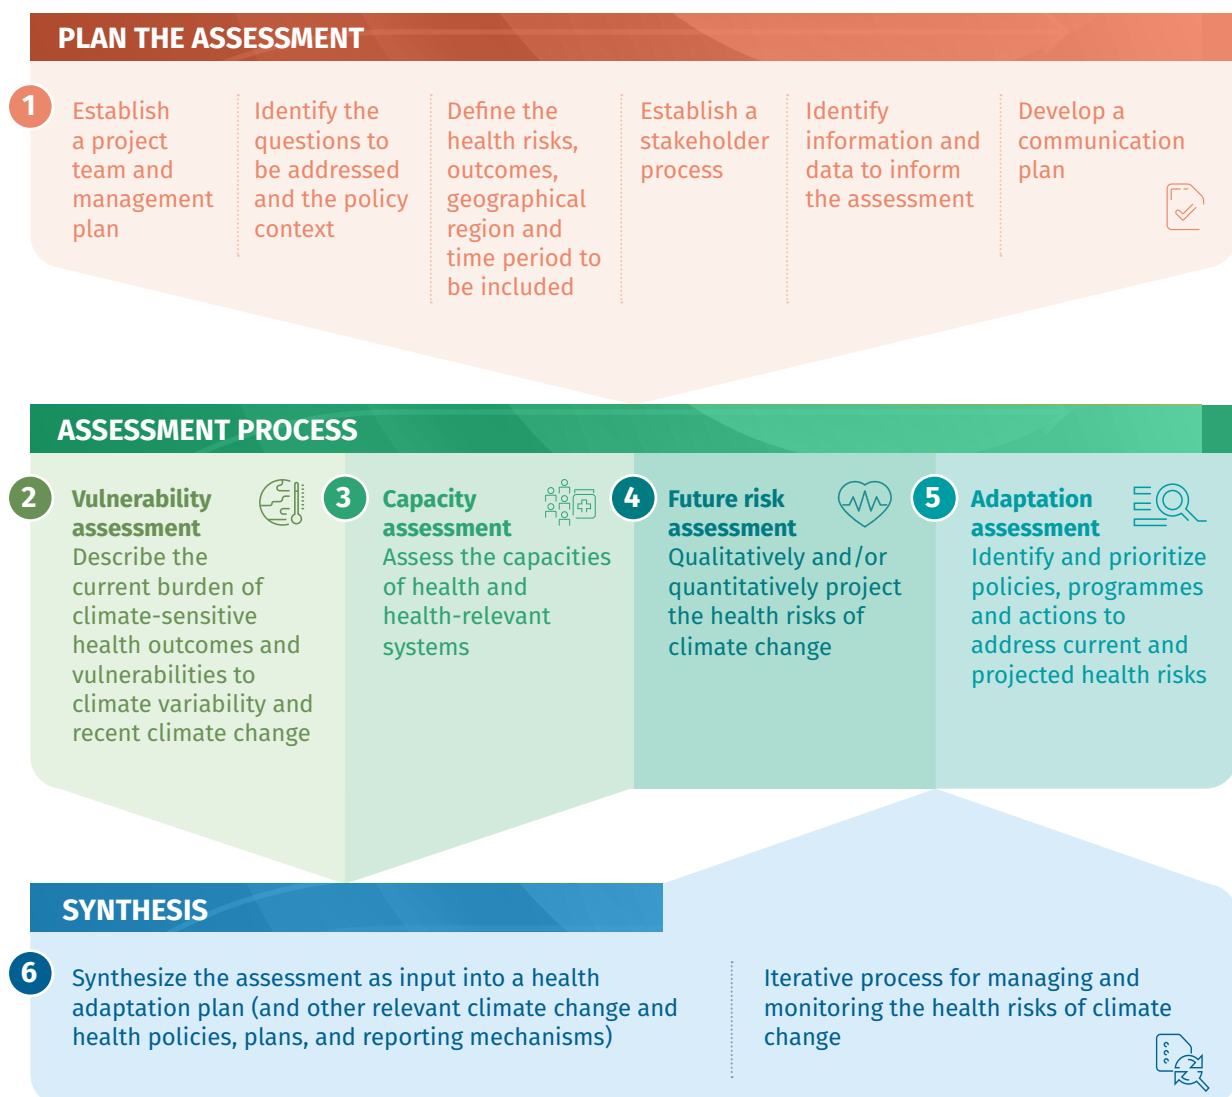 PLAN THE ASSESSMENT
1
Establish
a project
team and
management
plan
Identify the
questions to
be addressed
and the policy
context
Define the
health risks,
outcomes,
geographical
region and
time period to
be included
Establish a
stakeholder
process
Identify
information and
data to inform
the assessment
Develop a
communication
plan
ASSESSMENT PROCESS
2
Vulnerability
assessment
Describe the
current burden of
climate-sensitive
health outcomes and
vulnerabilities to
climate variability and
recent climate change
3
Capacity
assessment
Assess the capacities
of health and
health-relevant
systems
4
Future risk
assessment
Qualitatively and/or
quantitatively project
the health risks of
climate change
5
Adaptation
assessment
Identify and prioritize
policies, programmes
and actions to
address current and
projected health risks
SYNTHESIS
6
Synthesize the assessment as input into a health
adaptation plan (and other relevant climate change and
health policies, plans, and reporting mechanisms)
Iterative process for managing and
monitoring the health risks of climate
change